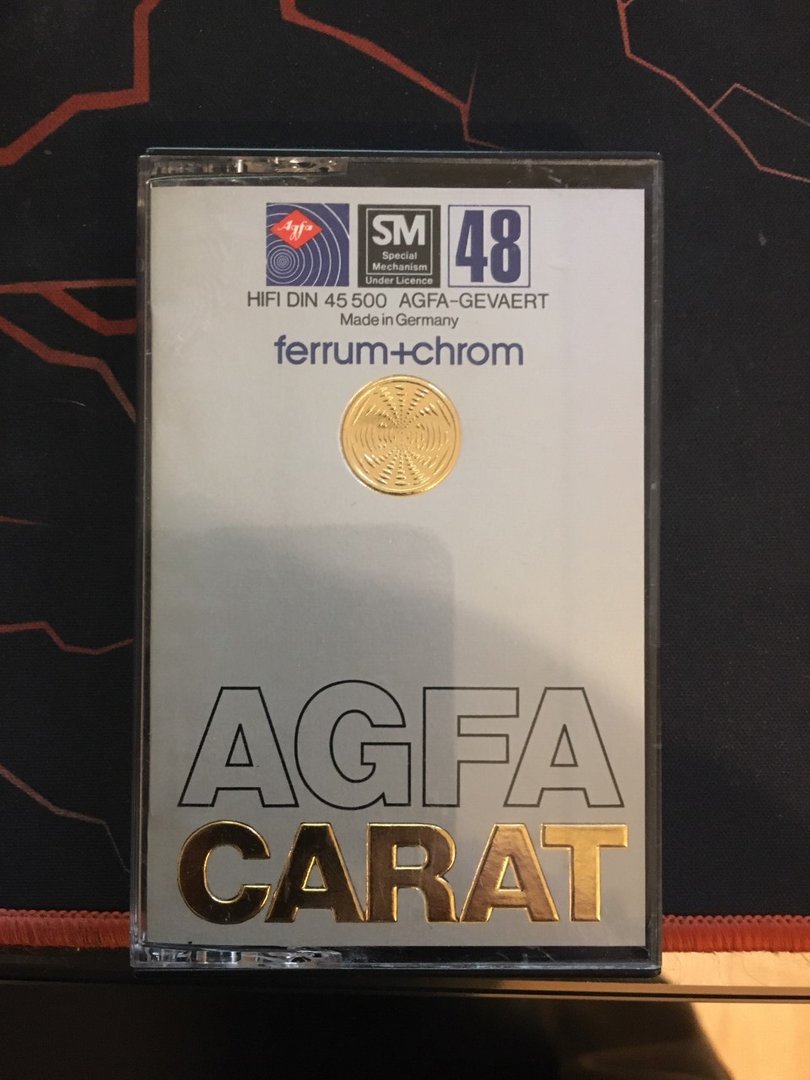 Agfa
SM
Special
Mechanism
Under Licence
48
HIFI DIN 45 500 AGFA-GEVAERT
Made in Germany
ferrum+chrom
AGFA
CARAT